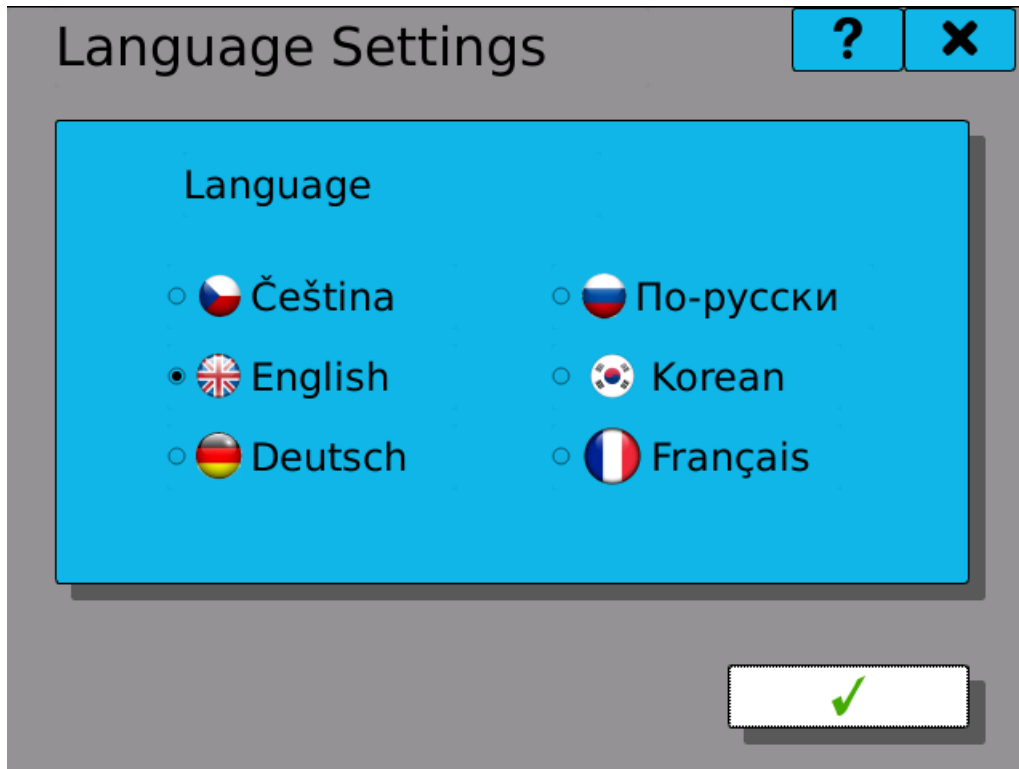 Language Settings
?
Language
Čeština
По-русски
English
Korean
Deutsch
Français